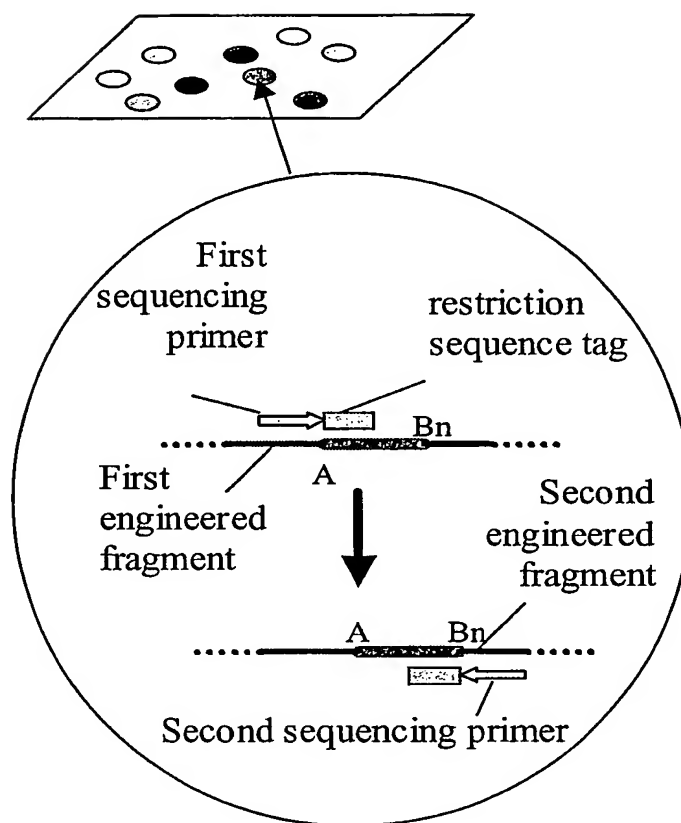 First
sequencing
primer
restriction
sequence tag
Bn
A
First
engineered
fragment
Second
engineered
fragment
A
Bn
Second sequencing primer